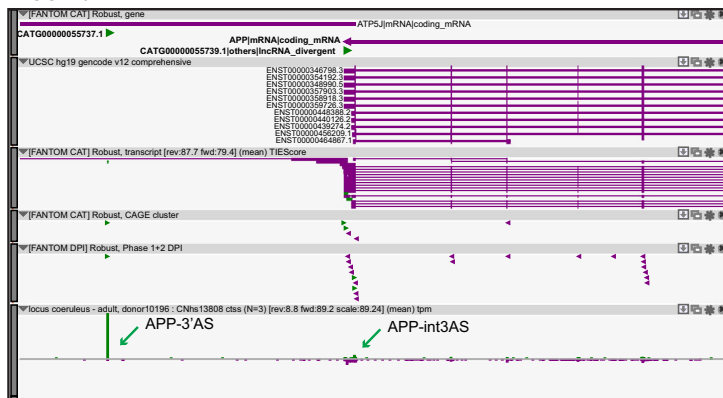 [FANTOM CAT] Robust, gene
ATP5J|mRNA|coding_mRNA
CATG00000055737.1
APP|mRNA|coding_mRNA
CATG00000055739.1|others|lncRNA_divergent
UCSC hg19 gencode v12 comprehensive
ENST00000346798.3
ENST00000354192.3
ENST00000348990.5
ENST00000357903.3
ENST00000358918.3
ENST00000359726.3
ENST00000448388.2
ENST00000440126.2
ENST00000439274.2
ENST00000456209.1
ENST00000464867.1
[FANTOM CAT] Robust, transcript [rev:87.7 fwd:79.4] (mean) TIEScore
[FANTOM CAT] Robust, CAGE cluster
[FANTOM DPI] Robust, Phase 1+2 DPI
locus coeruleus - adult, donor10196 : CNhs13808 ctss (N=3) [rev:8.8 fwd:89.2 scale:89.24] (mean) tpm
APP-3'AS
APP-int3AS